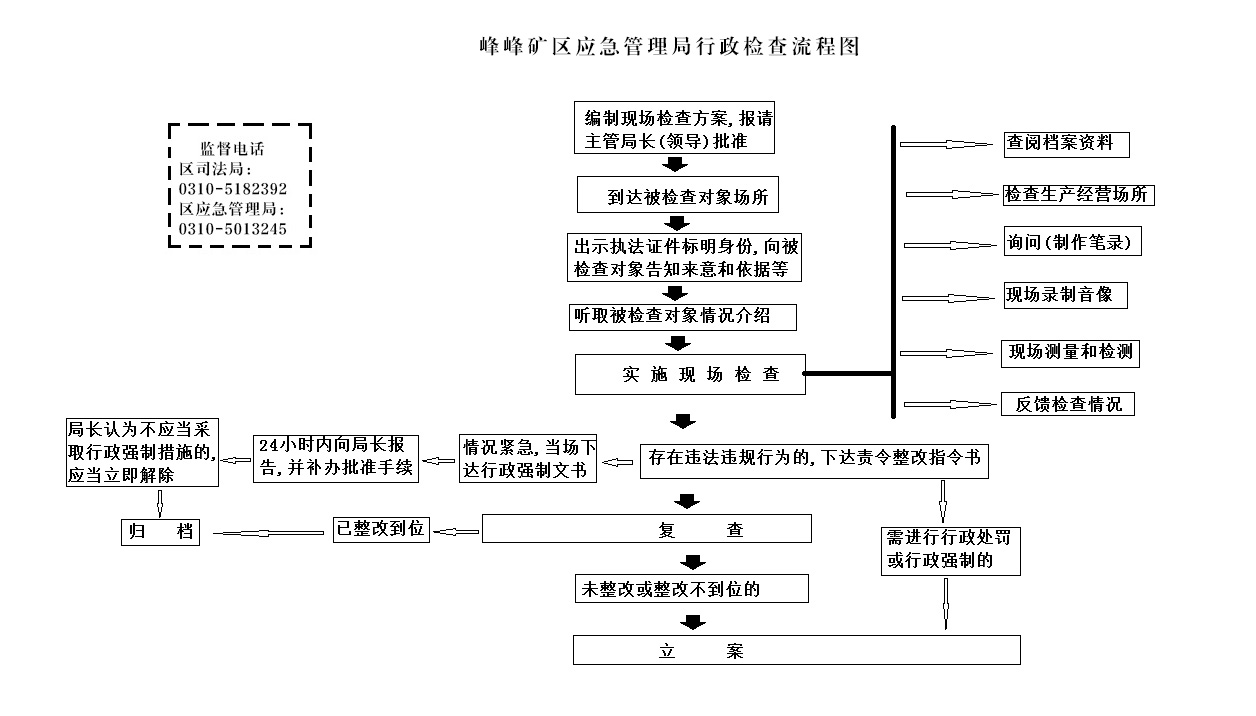 峰峰矿区应急管理局行政检查流程图
监督电话
区司法局:
0310-5182392
区应急管理局:
0310-5013245
编制现场检查方案,报请
主管局长(领导)批准
到达被检查对象场所
出示执法证件标明身份,向被
检查对象告知来意和依据等
听取被检查对象情况介绍
实施现场检查
查阅档案资料
检查生产经营场所
询问(制作笔录)
现场录制音像
现场测量和检测
反馈检查情况
存在违法违规行为的,下达责令整改指令书
情况紧急,当场下
达行政强制文书
24小时内向局长报
告,并补办批准手续
局长认为不应当采
取行政强制措施的,
应当立即解除
归 档
已整改到位
复 查
需进行行政处罚
或行政强制的
未整改或整改不到位的
立 案